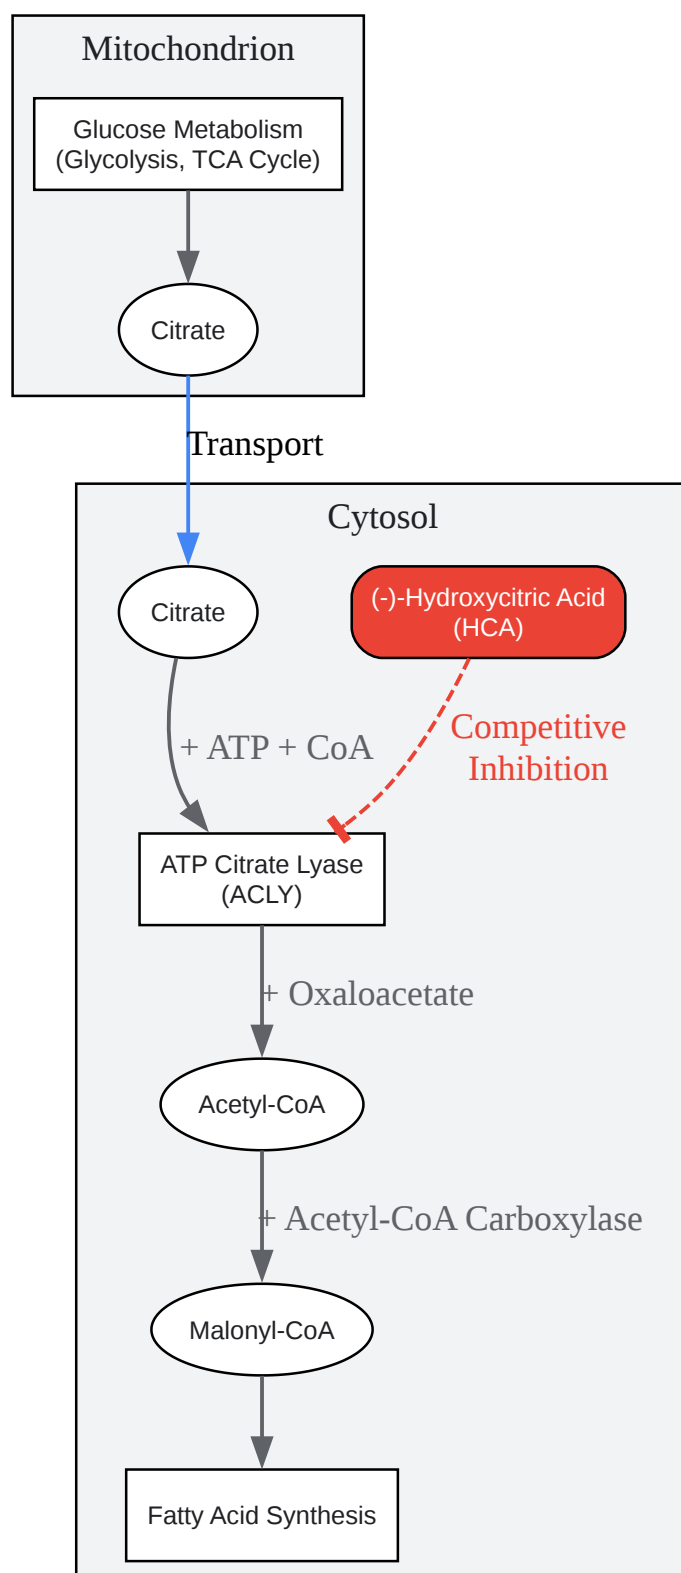 Mitochondrion
Glucose Metabolism
(Glycolysis, TCA Cycle)
Citrate
Transport
Cytosol
Citrate
(-)-Hydroxycitric Acid
(HCA)
+ ATP + CoA
Competitive
Inhibition
ATP Citrate Lyase
(ACLY)
+ Oxaloacetate
Acetyl-CoA
+ Acetyl-CoA Carboxylase
Malonyl-CoA
Fatty Acid Synthesis